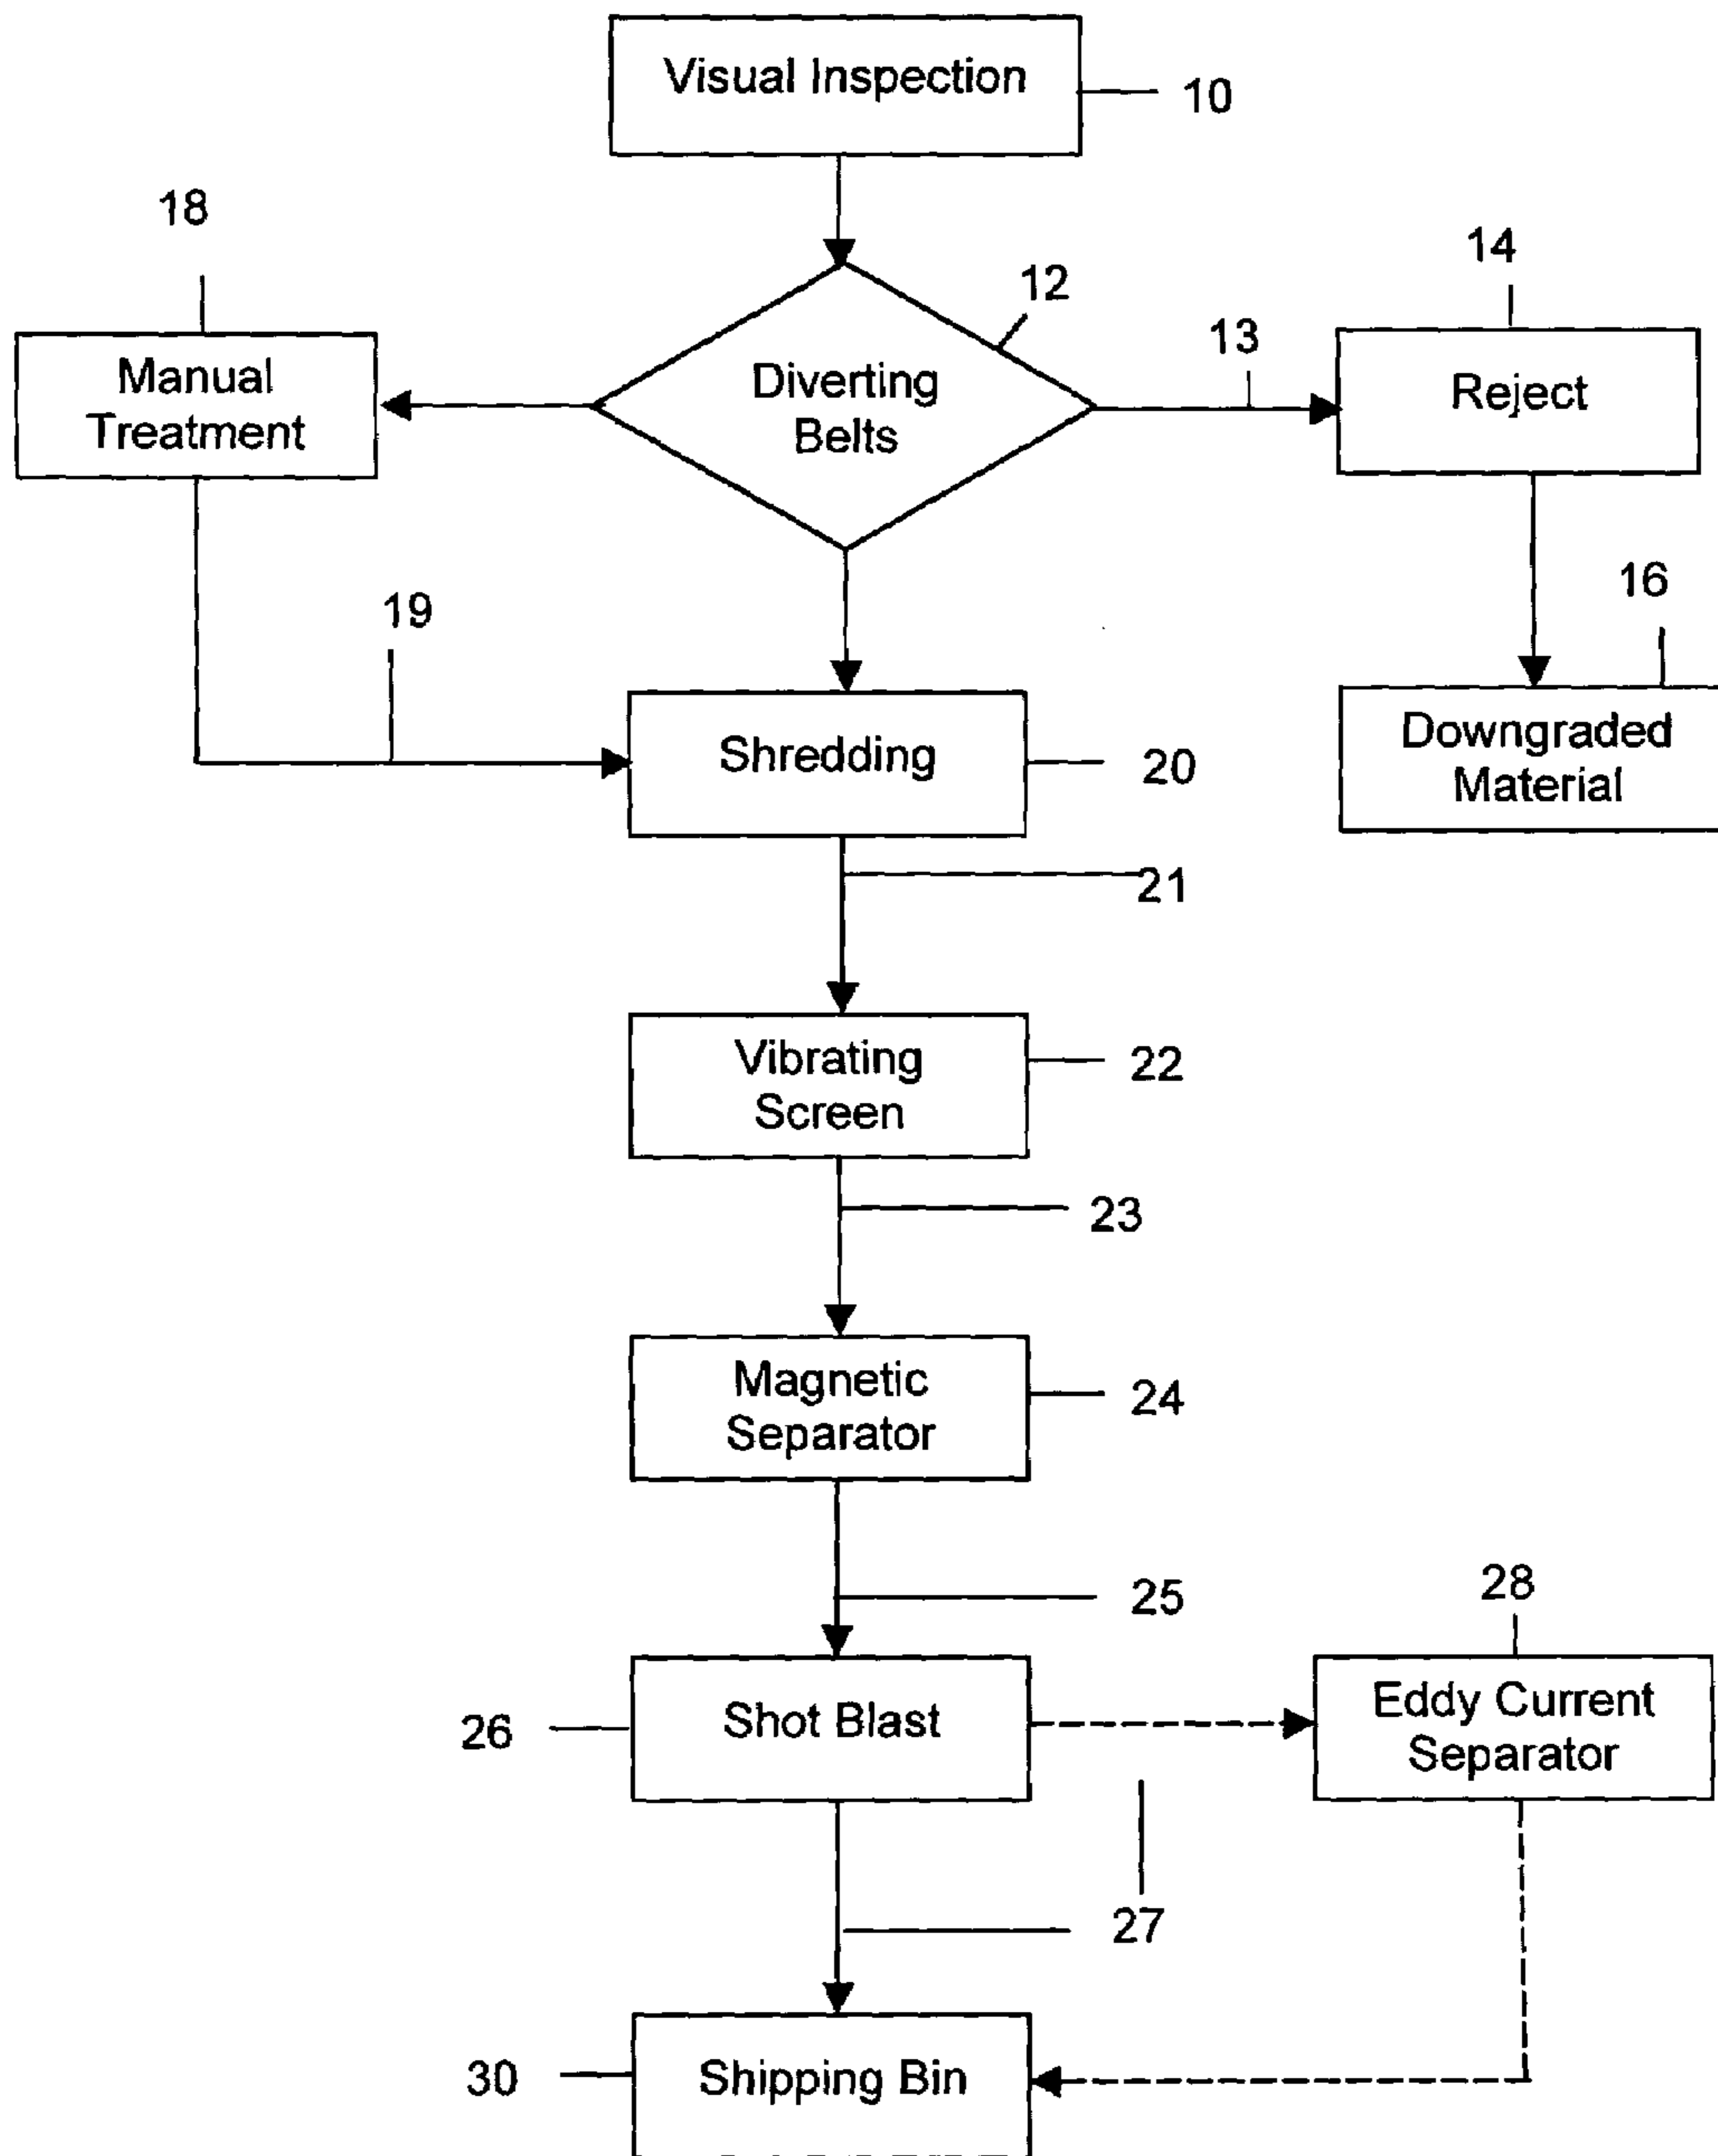 Visual Inspection
10
18
12
13
14
Manual
Treatment
Diverting
Belts
Reject
19
16
Shredding
20
Downgraded
Material
21
Vibrating
Screen
22
23
Magnetic
Separator
24
25
28
26
Shot Blast
Eddy Current
Separator
27
30
Shipping Bin